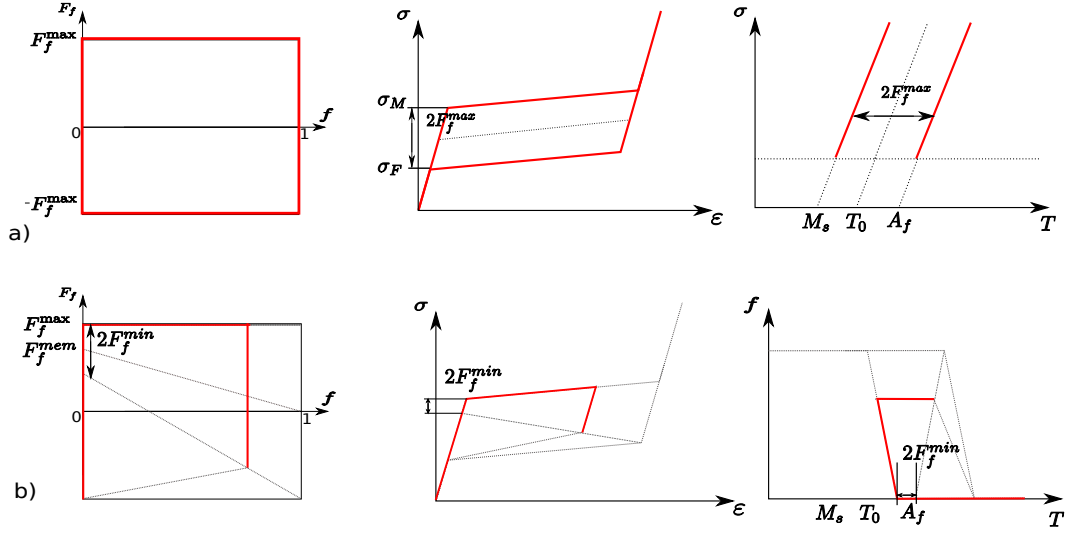 F_f
F_f^max
f
0
1
-F_f^max
a)
σ
σ_M
2F_f^max
σ_F
ε
σ
2F_f^max
M_s T_0 A_f
T
F_f
F_f^max
2F_f^min
F_f^mem
f
0
1
b)
σ
2F_f^min
ε
f
2F_f^min
M_s T_0 A_f
T